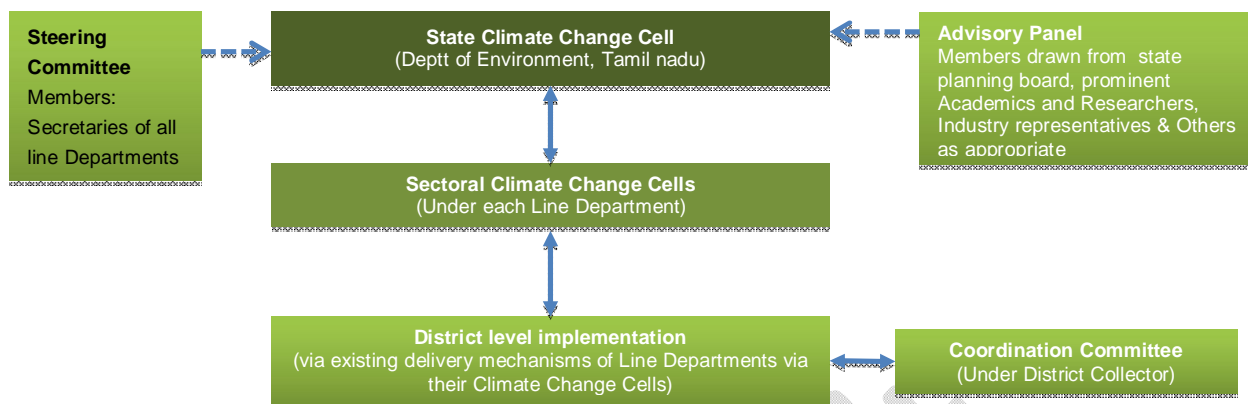 Steering
Committee
Members:
Secretaries of all
line Departments
State Climate Change Cell
(Deptt of Environment, Tamil nadu)
Advisory Panel
Members drawn from state
planning board, prominent
Academics and Researchers,
Industry representatives & Others
as appropriate
Sectoral Climate Change Cells
(Under each Line Department)
District level implementation
(via existing delivery mechanisms of Line Departments via
their Climate Change Cells)
Coordination Committee
(Under District Collector)